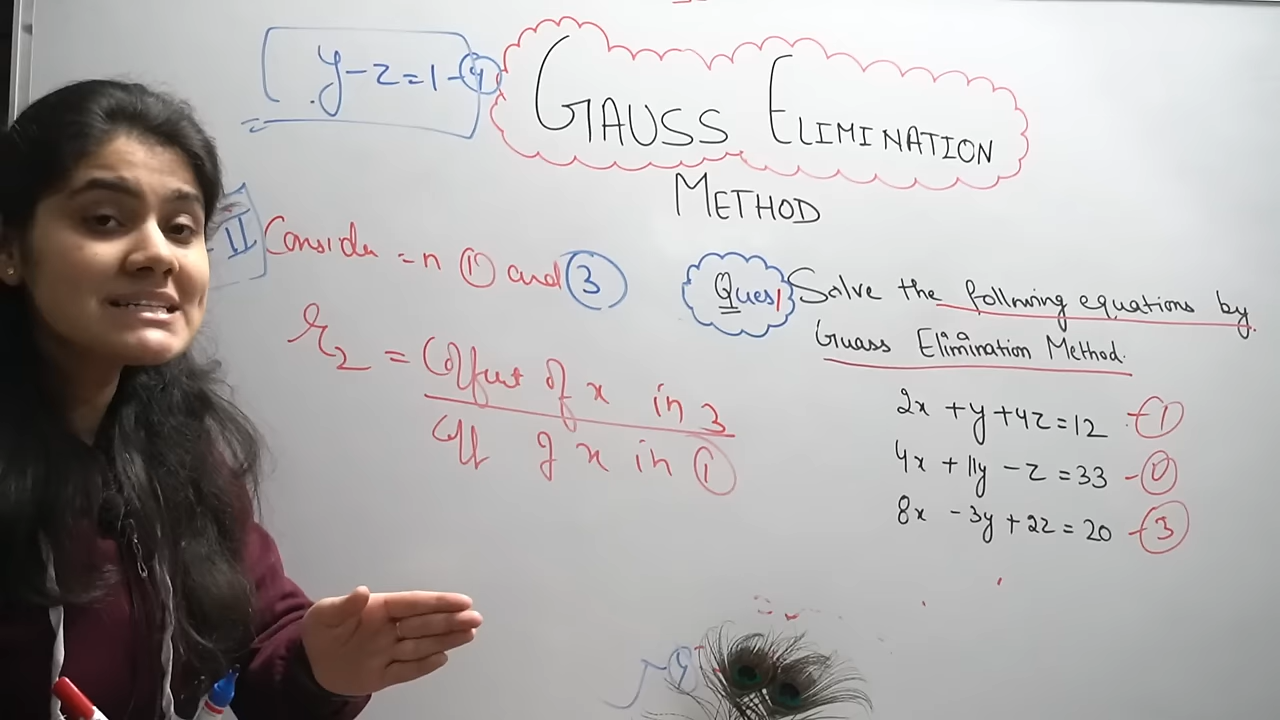 y-z=1 - 4
GAUSS ELIMINATION
METHOD
II Consider =n ① and ③
r₂ = Coffient of x in 3
Coff of x in ①
Ques1 Solve the following equations by
Guass Elimination Method.
2x + y + 4z = 12 - ①
4x + 11y - z = 33 - ②
8x - 3y + 2z = 20 - ③